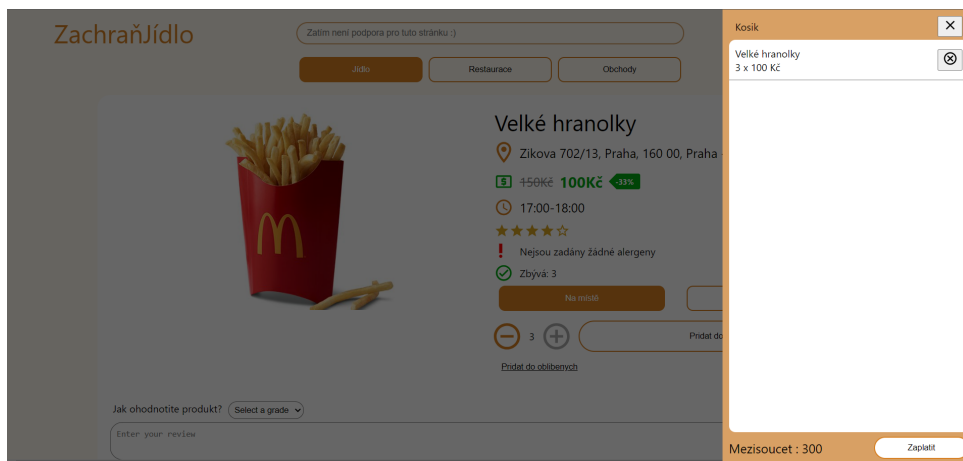 ZachraňJídlo
Zatim není podpora pro tuto stránku :)
Jídlo
Restaurace
Obchody
Velké hranolky
Zikova 702/13, Praha, 160 00, Praha
150Kč 100Kč -33%
17:00-18:00
Nejsou zadány žádné alergeny
Zbývá: 3
Na místě
3
Pridat do
Pridat do oblibenych
Jak ohodnotite produkt? Select a grade
Enter your review
Kosik
Velké hranolky
3 x 100 Kč
Mezisoucet : 300
Zaplatit